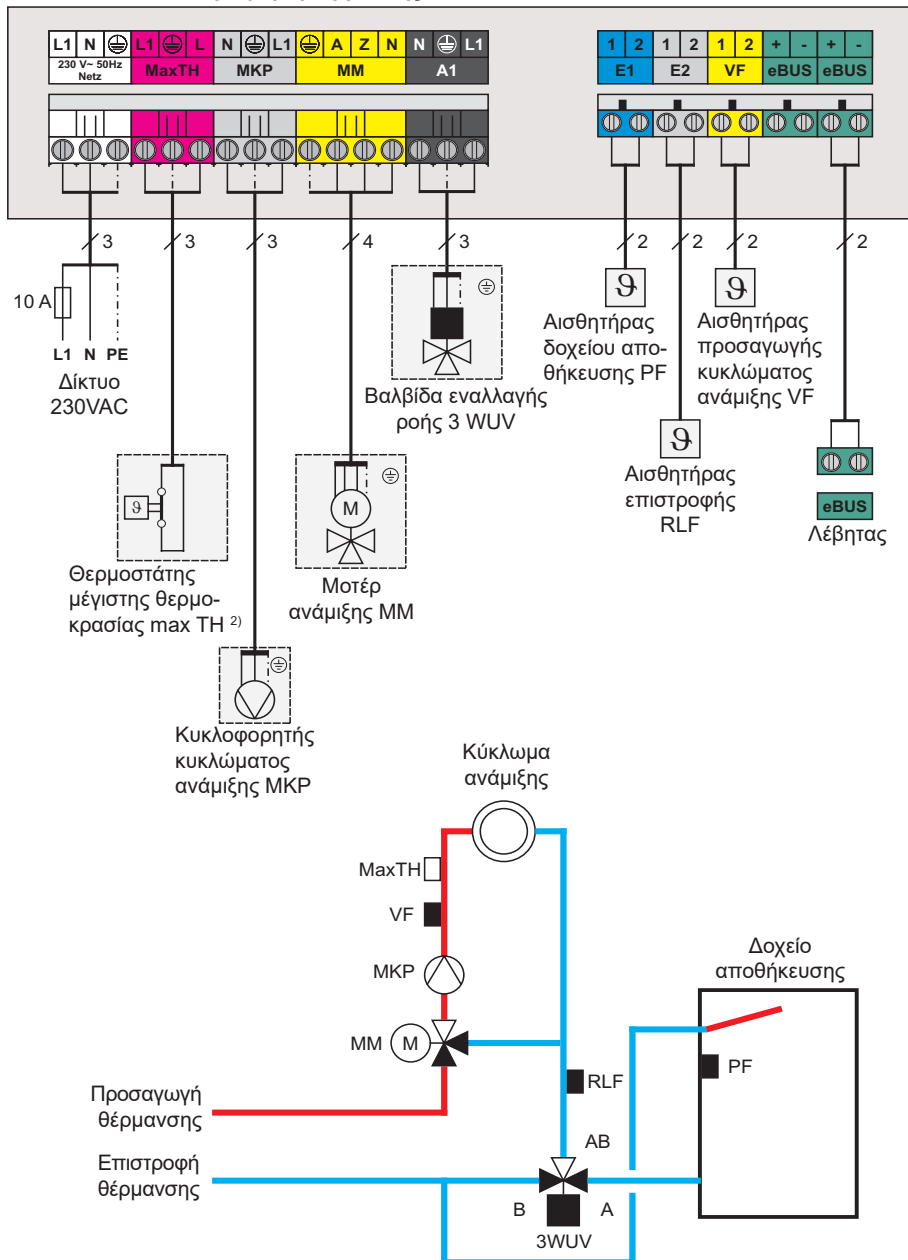 L1 N L1 L N L1 A Z N N L1
230 V~ 50Hz
Netz
MaxTH MKP MM A1
1 2 1 2 1 2 + - + -
E1 E2 VF eBUS eBUS
3 3 3 4 3 2 2 2 2
10 A
L1 N PE
Δίκτυο
230VAC
Βαλβίδα εναλλαγής
ροής 3 WUV
ϑ
Αισθητήρας
δοχείου απο-
θήκευσης PF
ϑ
Αισθητήρας
προσαγωγής
κυκλώματος
ανάμιξης VF
ϑ
Αισθητήρας
επιστροφής
RLF
eBUS
Λέβητας
ϑ
Θερμοστάτης
μέγιστης θερμο-
κρασίας max TH 2)
M
Μοτέρ
ανάμιξης MM
Κυκλοφορητής
κυκλώματος
ανάμιξης MKP
Κύκλωμα
ανάμιξης
MaxTH
VF
MKP
MM M
Δοχείο
αποθήκευσης
PF
RLF
Προσαγωγή
θέρμανσης
Επιστροφή
θέρμανσης
AB
B A
3WUV